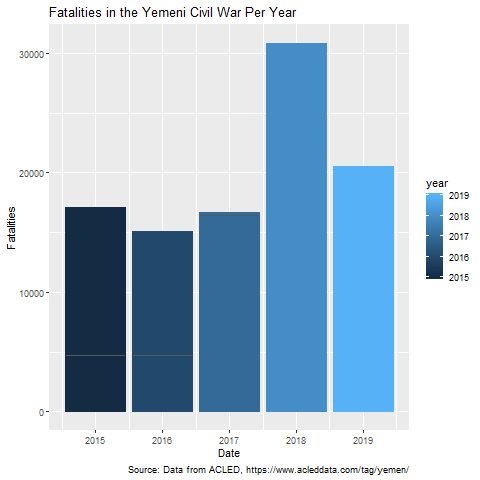 Fatalities in the Yemeni Civil War Per Year
30000
20000
10000
0
Fatalities
2015 2016 2017 2018 2019
Date
year
2019
2018
2017
2016
2015
Source: Data from ACLED, https://www.acleddata.com/tag/yemen/